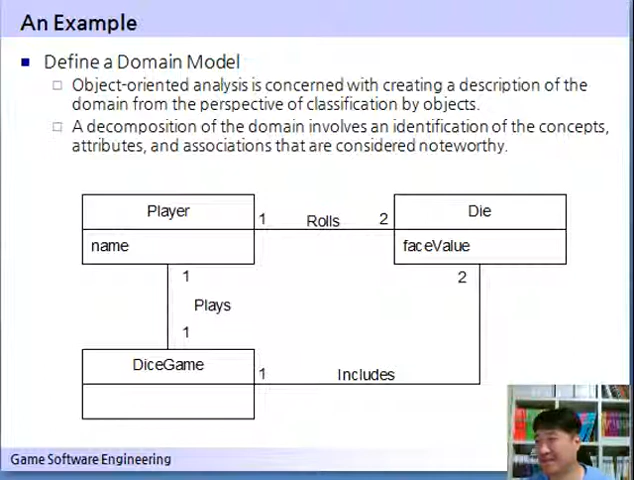 An Example
Define a Domain Model
Object-oriented analysis is concerned with creating a description of the
domain from the perspective of classification by objects.
A decomposition of the domain involves an identification of the concepts,
attributes, and associations that are considered noteworthy.
Player
1
Rolls
2
Die
name
faceValue
1
2
Plays
1
DiceGame
1
Includes
Game Software Engineering